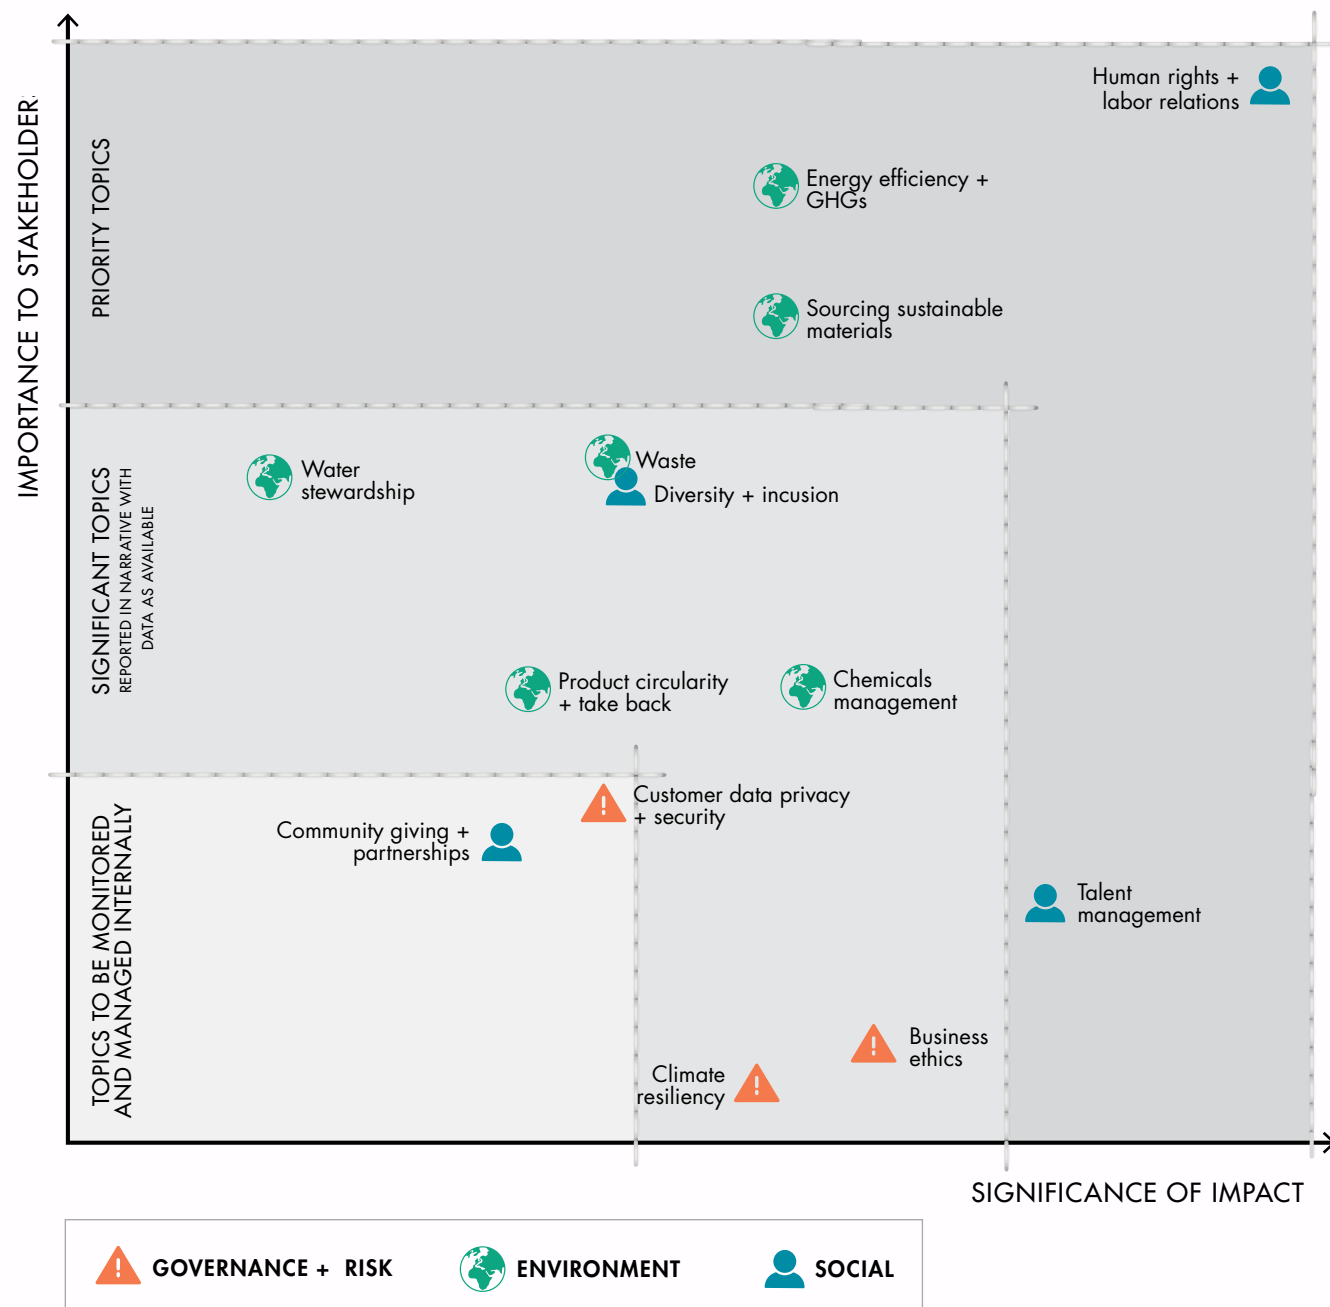 IMPORTANCE TO STAKEHOLDER
PRIORITY TOPICS
Human rights +
labor relations
Energy efficiency +
GHGs
Sourcing sustainable
materials
SIGNIFICANT TOPICS
REPORTED IN NARRATIVE WITH
DATA AS AVAILABLE
Water
stewardship
Waste
Diversity + incusion
Product circularity
+ take back
Chemicals
management
TOPICS TO BE MONITORED
AND MANAGED INTERNALLY
Customer data privacy
+ security
Community giving +
partnerships
Talent
management
Business
ethics
Climate
resiliency
SIGNIFICANCE OF IMPACT
GOVERNANCE + RISK
ENVIRONMENT
SOCIAL